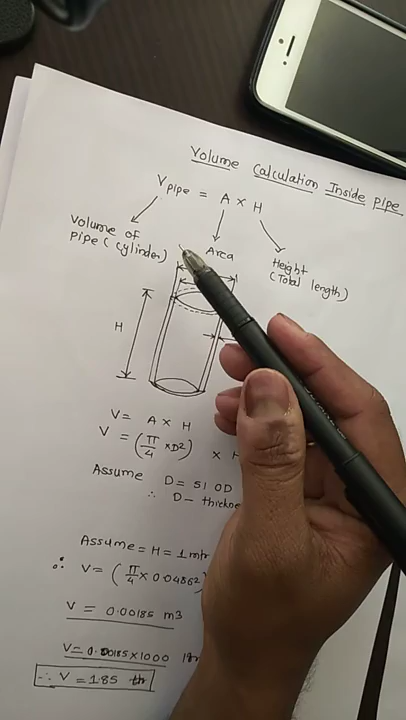 Volume Calculation Inside pipe
Vpipe = A × H
Volume of
pipe (cylinder)
Area
Height
(Total length)
H
V = A × H
V = (π/4 × D²) × H
Assume D = 51 OD
∴ D - thickne
Assume = H = 1 mtr
∴ V = (π/4 × 0.0486²)
V = 0.00185 m3
V = 0.00185 × 1000
∴ V = 1.85 ltr